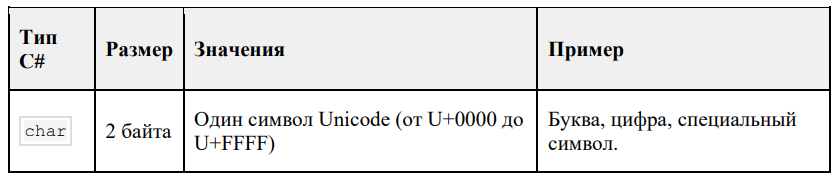 Тип
C#
Размер
Значения
Пример
char
2 байта
Один символ Unicode (от U+0000 до
U+FFFF)
Буква, цифра, специальный
символ.